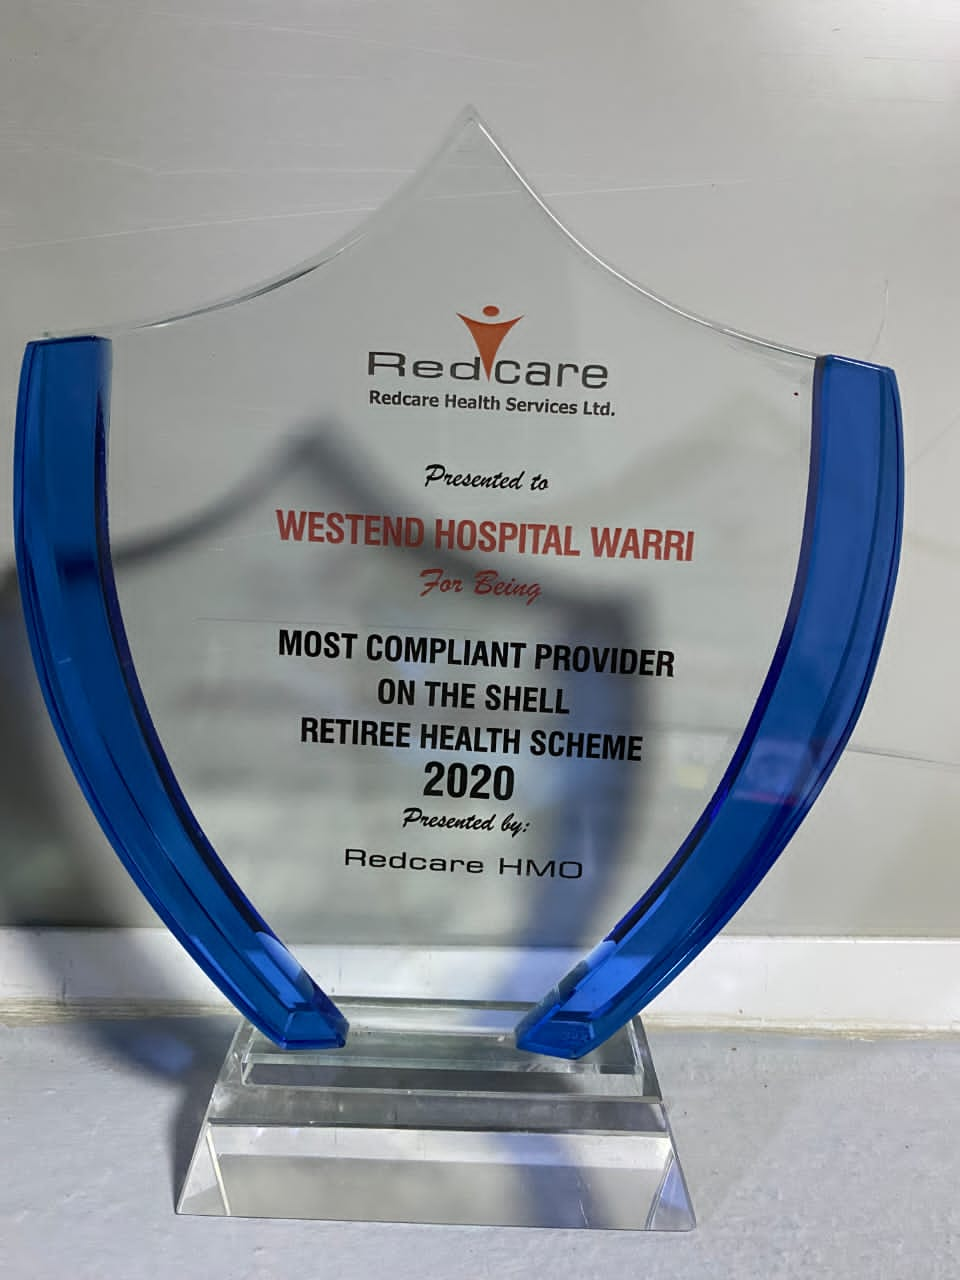 Redcare
Redcare Health Services Ltd.
Presented to
WESTEND HOSPITAL WARRI
For Being
MOST COMPLIANT PROVIDER
ON THE SHELL
RETIREE HEALTH SCHEME
2020
Presented by:
Redcare HMO